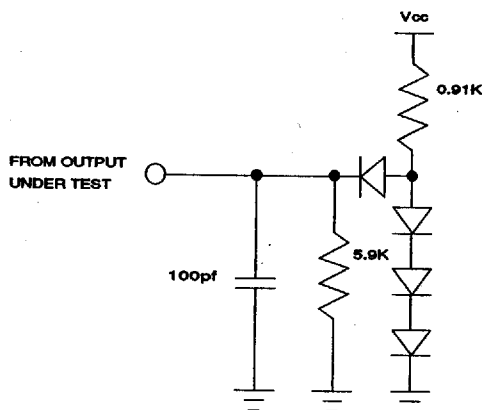 Vcc
0.91K
FROM OUTPUT
UNDER TEST
5.9K
100pf